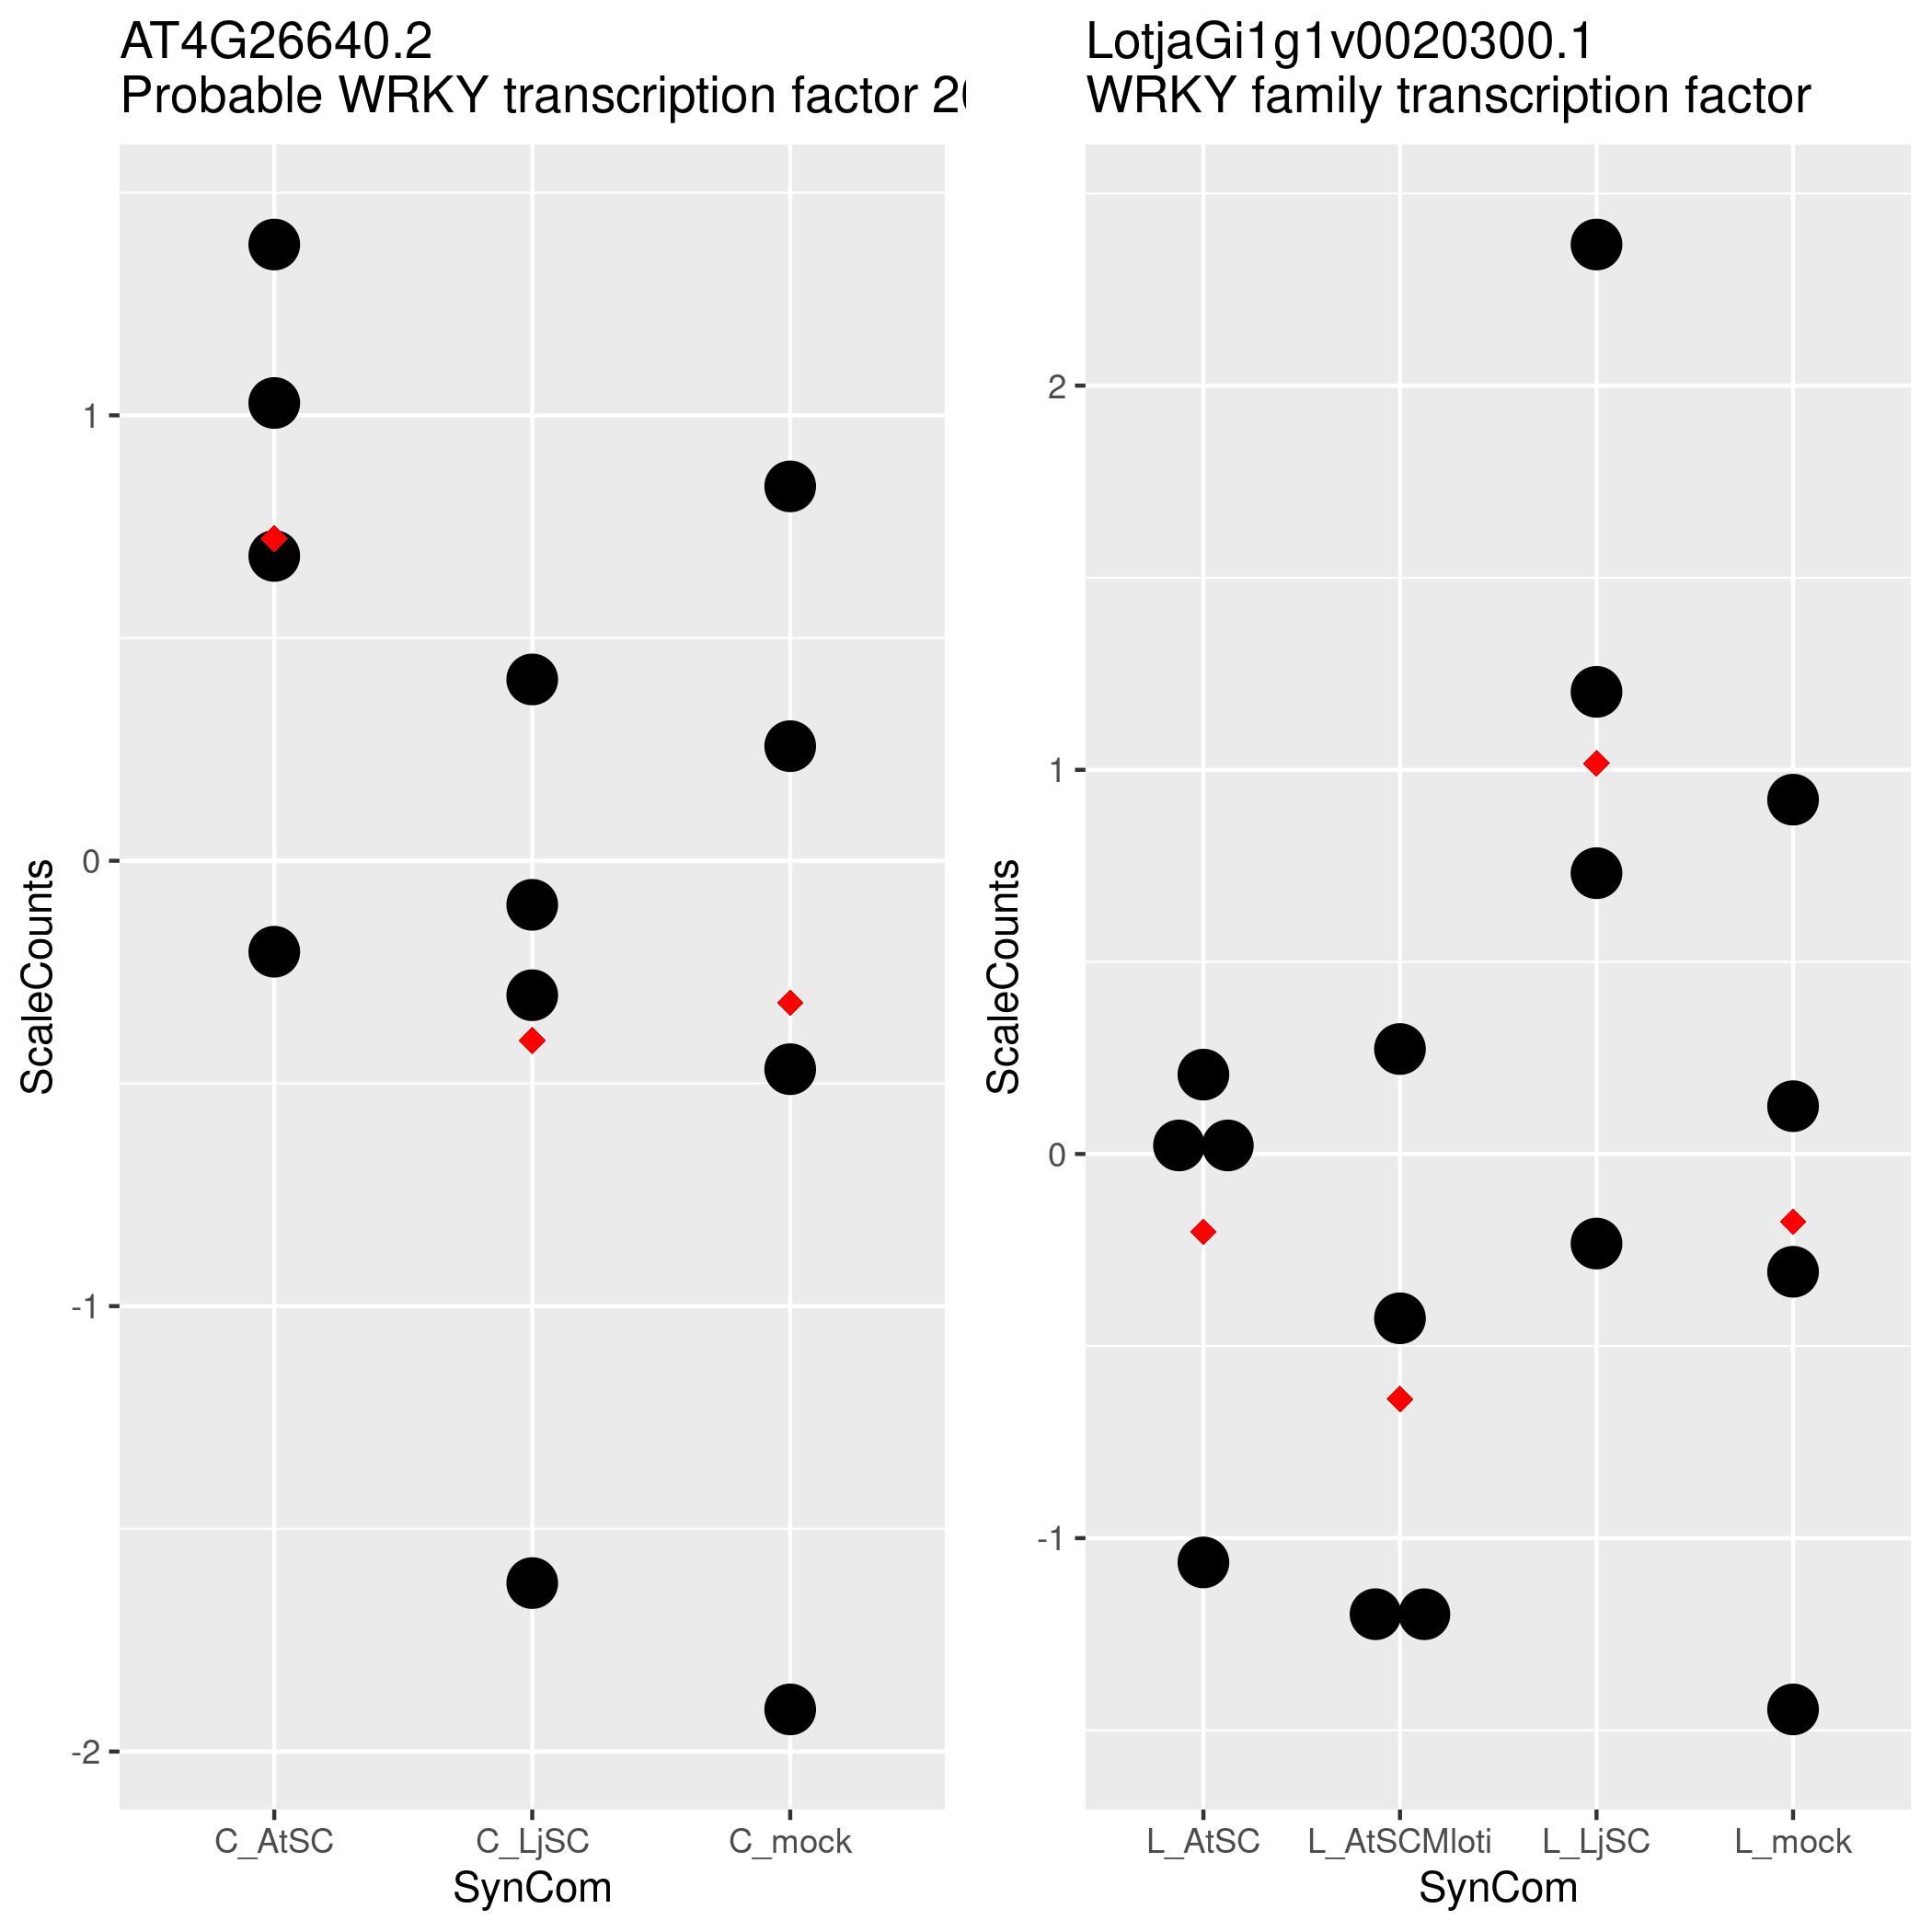 AT4G26640.2
Probable WRKY transcription factor
ScaleCounts
1
0
-1
-2
C_AtSC C_LjSC C_mock
SynCom
LotjaGi1g1v0020300.1
WRKY family transcription factor
ScaleCounts
2
1
0
-1
L_AtSC L_AtSCMloti L_LjSC L_mock
SynCom